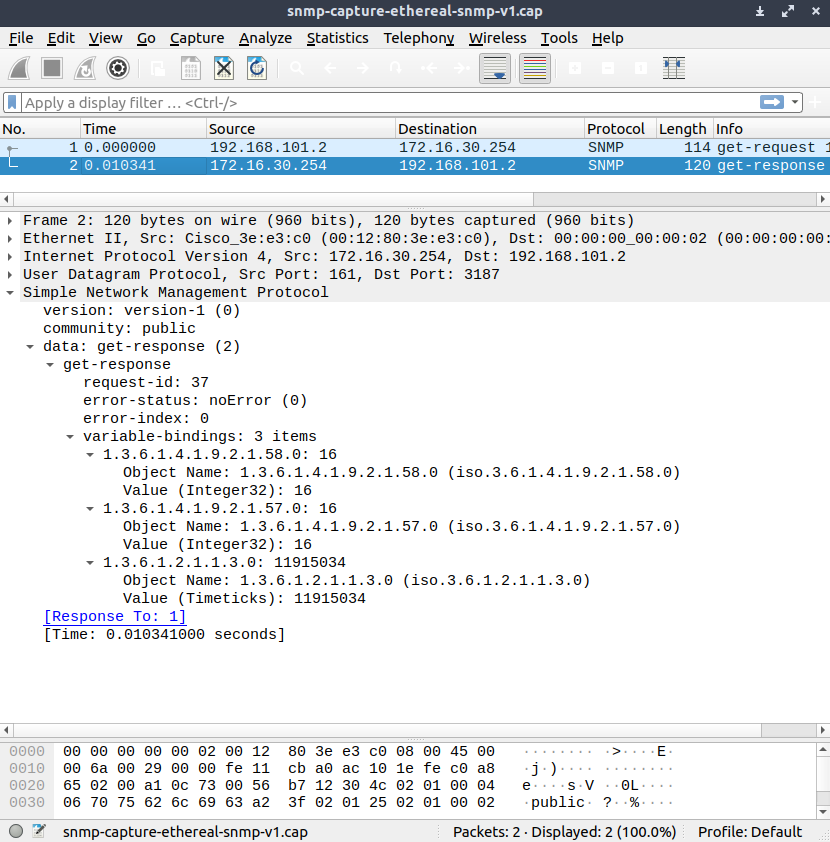 snmp-capture-ethereal-snmp-v1.cap
File Edit View Go Capture Analyze Statistics Telephony Wireless Tools Help
Apply a display filter … <Ctrl-/>
No. Time Source Destination Protocol Length Info
1 0.000000 192.168.101.2 172.16.30.254 SNMP 114 get-request 1
2 0.010341 172.16.30.254 192.168.101.2 SNMP 120 get-response
Frame 2: 120 bytes on wire (960 bits), 120 bytes captured (960 bits)
Ethernet II, Src: Cisco_3e:e3:c0 (00:12:80:3e:e3:c0), Dst: 00:00:00_00:00:02 (00:00:00:00:
Internet Protocol Version 4, Src: 172.16.30.254, Dst: 192.168.101.2
User Datagram Protocol, Src Port: 161, Dst Port: 3187
Simple Network Management Protocol
version: version-1 (0)
community: public
data: get-response (2)
get-response
request-id: 37
error-status: noError (0)
error-index: 0
variable-bindings: 3 items
1.3.6.1.4.1.9.2.1.58.0: 16
Object Name: 1.3.6.1.4.1.9.2.1.58.0 (iso.3.6.1.4.1.9.2.1.58.0)
Value (Integer32): 16
1.3.6.1.4.1.9.2.1.57.0: 16
Object Name: 1.3.6.1.4.1.9.2.1.57.0 (iso.3.6.1.4.1.9.2.1.57.0)
Value (Integer32): 16
1.3.6.1.2.1.1.3.0: 11915034
Object Name: 1.3.6.1.2.1.1.3.0 (iso.3.6.1.2.1.1.3.0)
Value (Timeticks): 11915034
[Response To: 1]
[Time: 0.010341000 seconds]
0000 00 00 00 00 00 02 00 12 80 3e e3 c0 08 00 45 00 ········ ·>····E·
0010 00 6a 00 29 00 00 fe 11 cb a0 ac 10 1e fe c0 a8 ·j·)···· ········
0020 65 02 00 a1 0c 73 00 56 b7 12 30 4c 02 01 00 04 e····s·V ··0L····
0030 06 70 75 62 6c 69 63 a2 3f 02 01 25 02 01 00 02 ·public· ?··%····
snmp-capture-ethereal-snmp-v1.cap Packets: 2 · Displayed: 2 (100.0%) Profile: Default